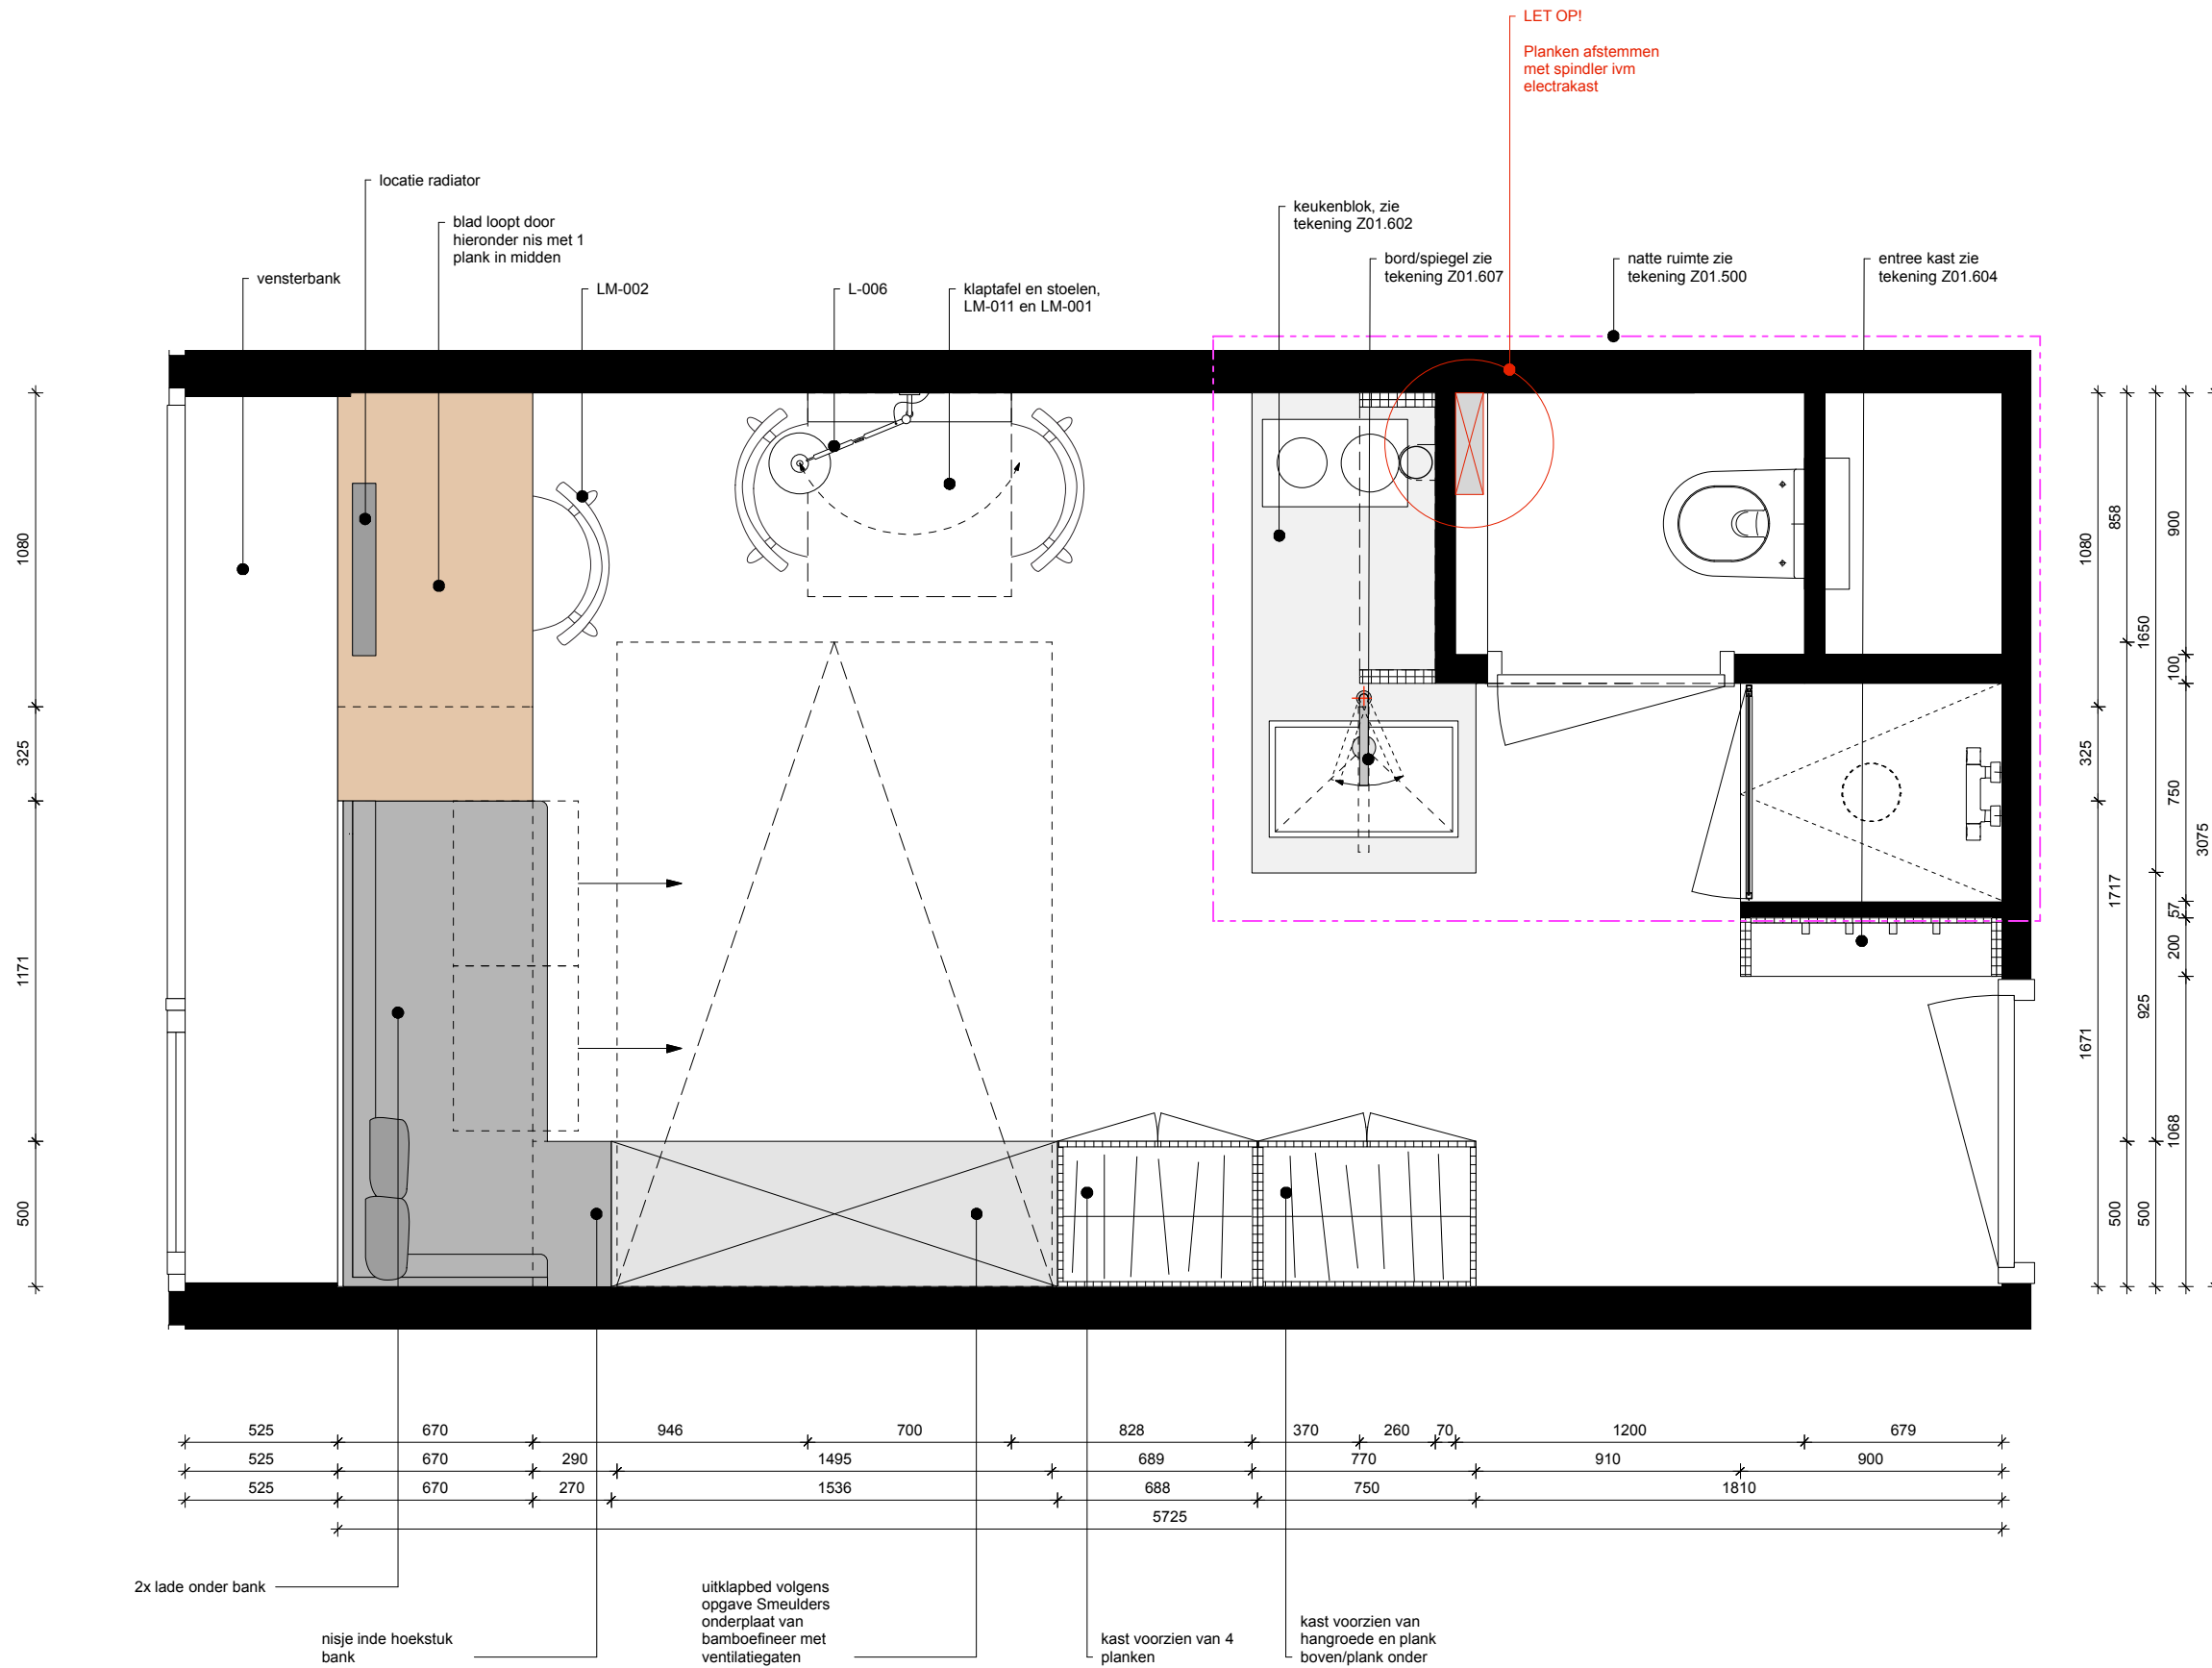 LET OP!
Planken afstemmen
met spindler ivm
electrakast
locatie radiator
blad loopt door
hieronder nis met 1
plank in midden
keukenblok, zie
tekening Z01.602
vensterbank
LM-002
L-006
klaptafel en stoelen,
LM-011 en LM-001
bord/spiegel zie
tekening Z01.607
natte ruimte zie
tekening Z01.500
entree kast zie
tekening Z01.604
1080
325
1171
500
1080
325
1671
858
1717
500
1650
925
500
900
100
750
57
200
1068
3075
525
670
946
700
828
370
260
70
1200
679
525
670
290
1495
689
770
910
900
525
670
270
1536
688
750
1810
5725
2x lade onder bank
nisje inde hoekstuk
bank
uitklapbed volgens
opgave Smeulders
onderplaat van
bamboefineer met
ventilatiegaten
kast voorzien van 4
planken
kast voorzien van
hangroede en plank
boven/plank onder